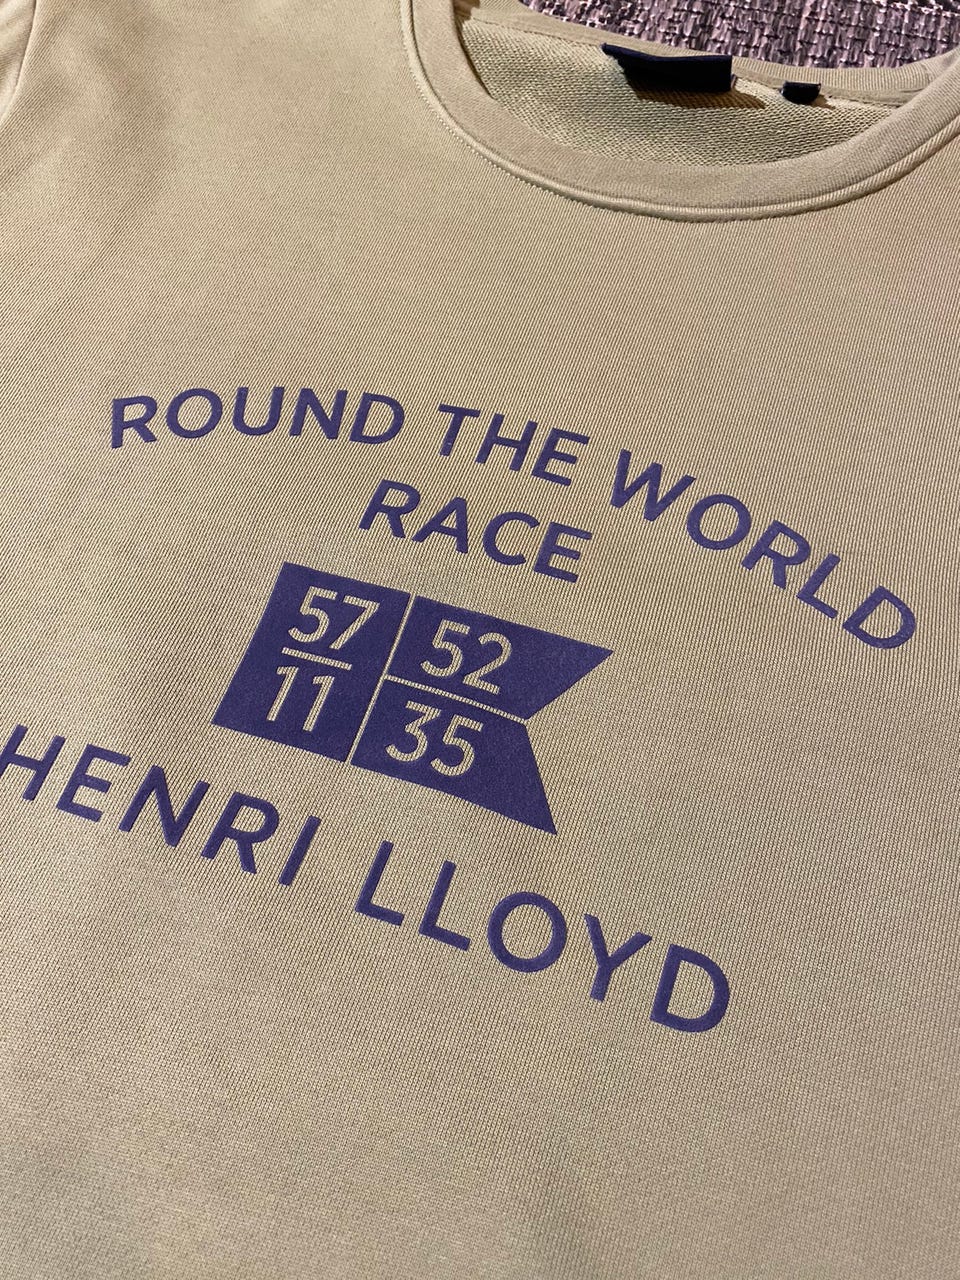 ROUND THE WORLD
RACE
57 52
11 35
HENRI LLOYD